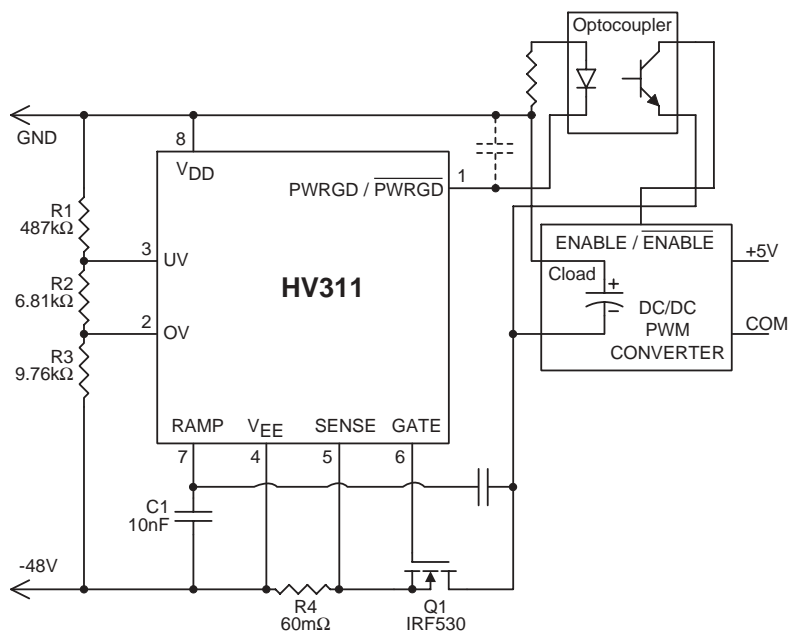 Optocoupler
GND
8
VDD
1
PWRGD / PWRGD
R1
487kΩ
3
UV
ENABLE / ENABLE
+5V
R2
6.81kΩ
HV311
Cload
+
2
OV
−
DC/DC
PWM
CONVERTER
COM
R3
9.76kΩ
RAMP
VEE
SENSE
GATE
7
4
5
6
C1
10nF
-48V
R4
60mΩ
Q1
IRF530